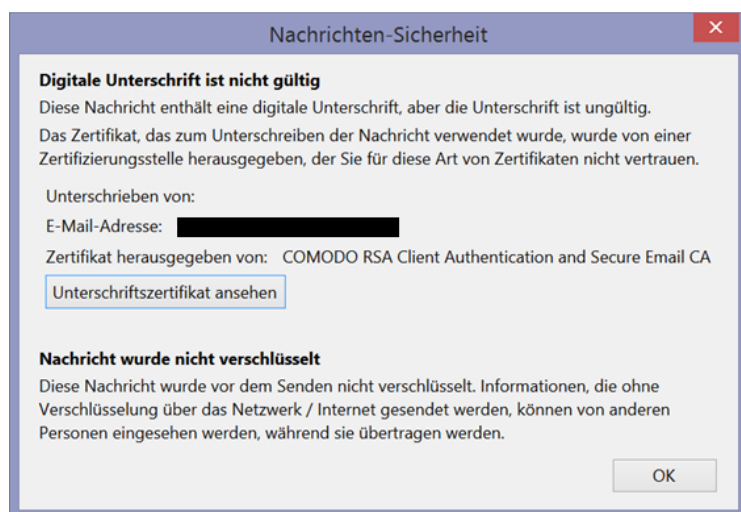 Nachrichten-Sicherheit
Digitale Unterschrift ist nicht gültig
Diese Nachricht enthält eine digitale Unterschrift, aber die Unterschrift ist ungültig.
Das Zertifikat, das zum Unterschreiben der Nachricht verwendet wurde, wurde von einer
Zertifizierungsstelle herausgegeben, der Sie für diese Art von Zertifikaten nicht vertrauen.
Unterschrieben von:
E-Mail-Adresse:
Zertifikat herausgegeben von: COMODO RSA Client Authentication and Secure Email CA
Unterschriftszertifikat ansehen
Nachricht wurde nicht verschlüsselt
Diese Nachricht wurde vor dem Senden nicht verschlüsselt. Informationen, die ohne
Verschlüsselung über das Netzwerk / Internet gesendet werden, können von anderen
Personen eingesehen werden, während sie übertragen werden.
OK